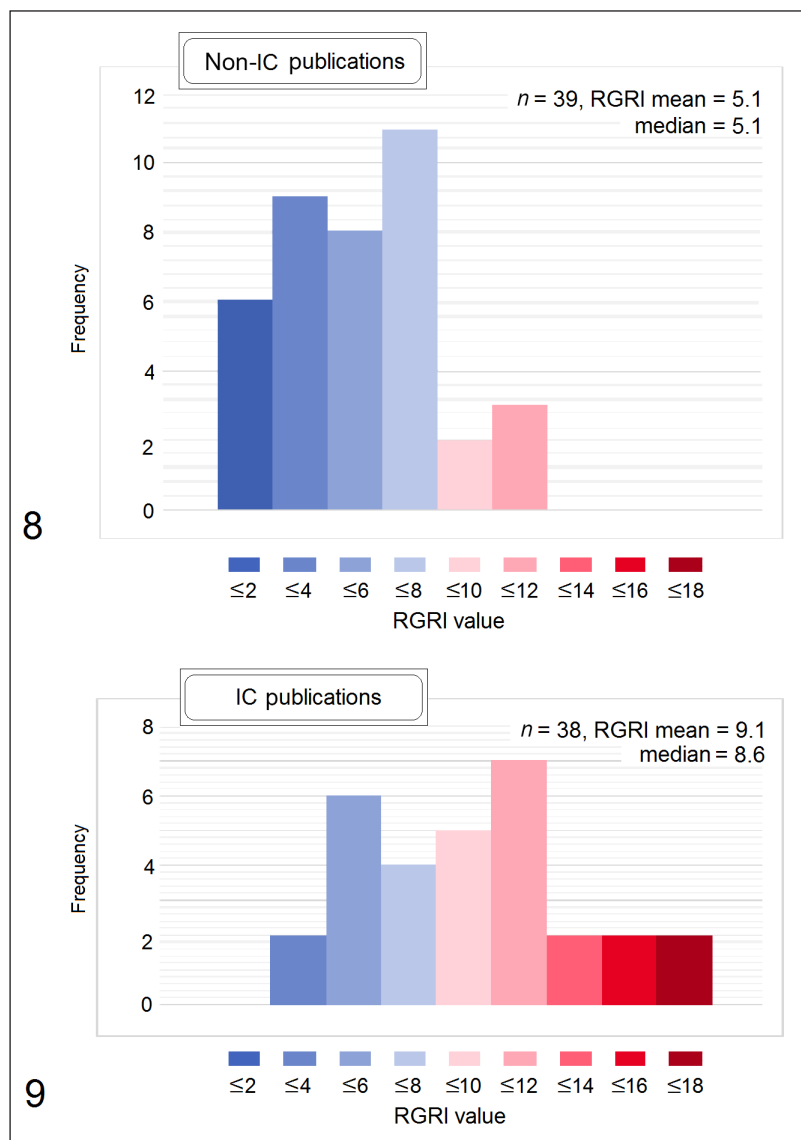 Non-IC publications
n = 39, RGRI mean = 5.1
median = 5.1
12
10
8
6
4
2
0
Frequency
≤2 ≤4 ≤6 ≤8 ≤10 ≤12 ≤14 ≤16 ≤18
RGRI value
8
IC publications
n = 38, RGRI mean = 9.1
median = 8.6
8
6
4
2
0
Frequency
≤2 ≤4 ≤6 ≤8 ≤10 ≤12 ≤14 ≤16 ≤18
RGRI value
9